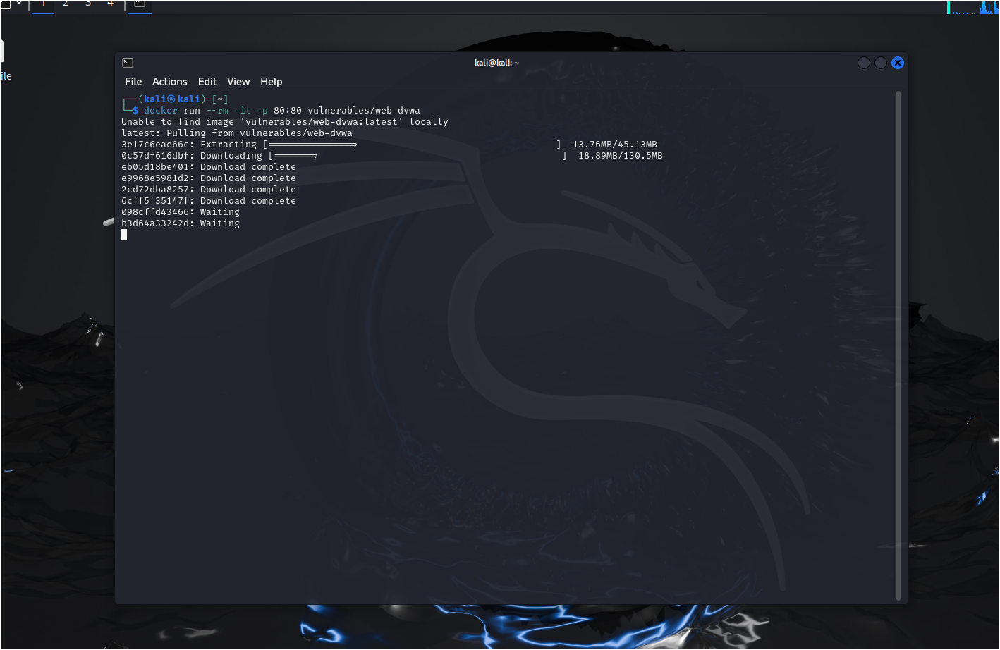 1 2 3 4
ile
kali@kali: ~
File Actions Edit View Help
┌──(kali㉿kali)-[~]
└─$ docker run --rm -it -p 80:80 vulnerables/web-dvwa
Unable to find image 'vulnerables/web-dvwa:latest' locally
latest: Pulling from vulnerables/web-dvwa
3e17c6eae66c: Extracting [===============>                                   ]  13.76MB/45.13MB
0c57df616dbf: Downloading [=======>                                           ]  18.89MB/130.5MB
eb05d18be401: Download complete
e9968e5981d2: Download complete
2cd72dba8257: Download complete
6cff5f35147f: Download complete
098cffd43466: Waiting
b3d64a33242d: Waiting